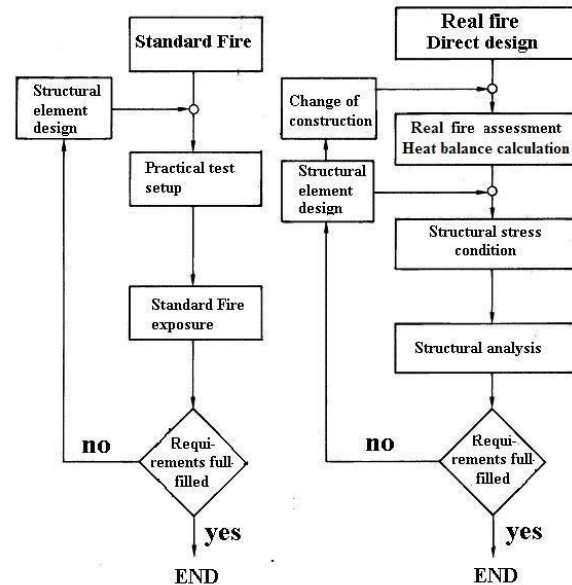 Standard Fire
Structural
element
design
Practical test
setup
Standard Fire
exposure
no
Requi-
rements full-
filled
yes
END
Real fire
Direct design
Change of
construction
Real fire assessment
Heat balance calculation
Structural
element
design
Structural stress
condition
Structural analysis
no
Requi-
rements full-
filled
yes
END